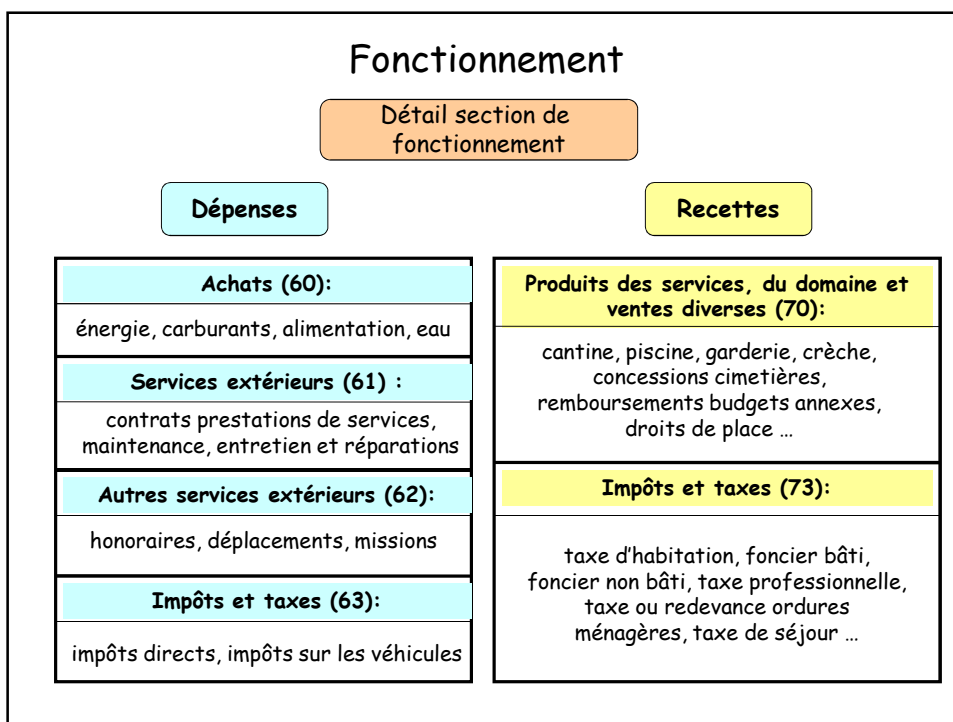 Fonctionnement
Détail section de
fonctionnement
Dépenses
Achats (60):
énergie, carburants, alimentation, eau
Services extérieurs (61) :
contrats prestations de services,
maintenance, entretien et réparations
Autres services extérieurs (62):
honoraires, déplacements, missions
Impôts et taxes (63):
impôts directs, impôts sur les véhicules
Recettes
Produits des services, du domaine et
ventes diverses (70):
cantine, piscine, garderie, crèche,
concessions cimetières,
remboursements budgets annexes,
droits de place …
Impôts et taxes (73):
taxe d’habitation, foncier bâti,
foncier non bâti, taxe professionnelle,
taxe ou redevance ordures
ménagères, taxe de séjour …